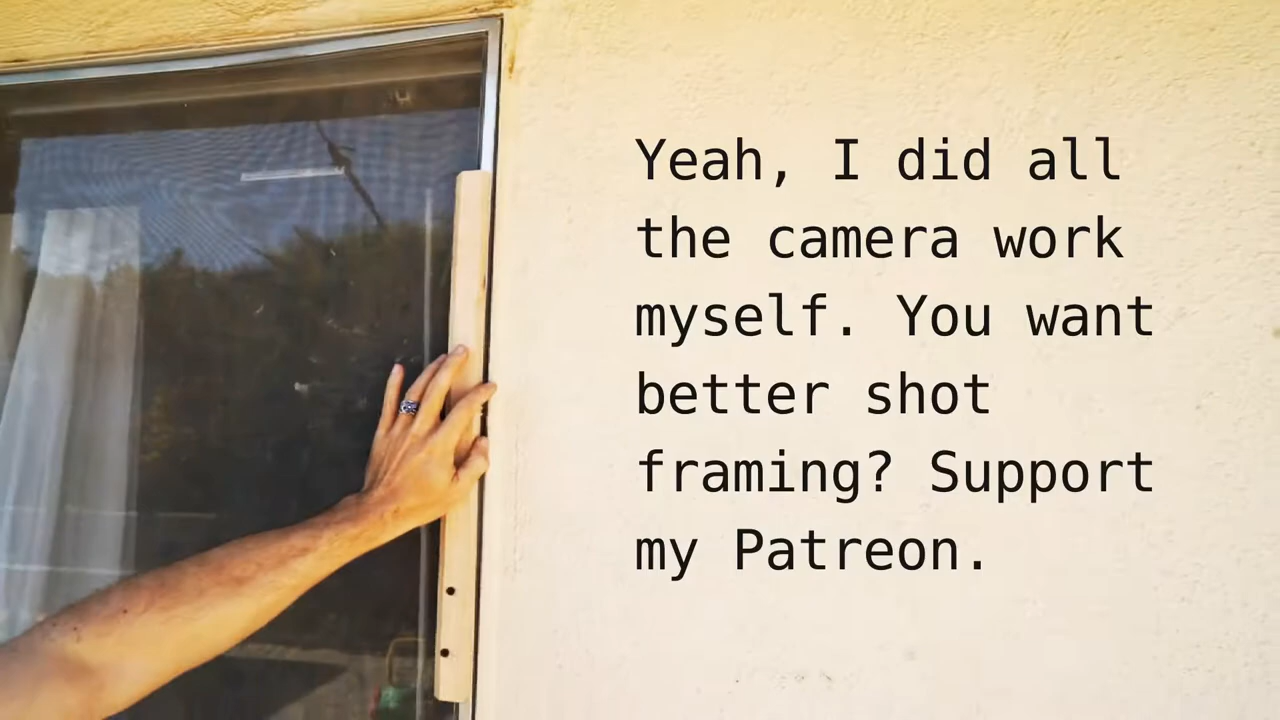 Yeah, I did all
the camera work
myself. You want
better shot
framing? Support
my Patreon.